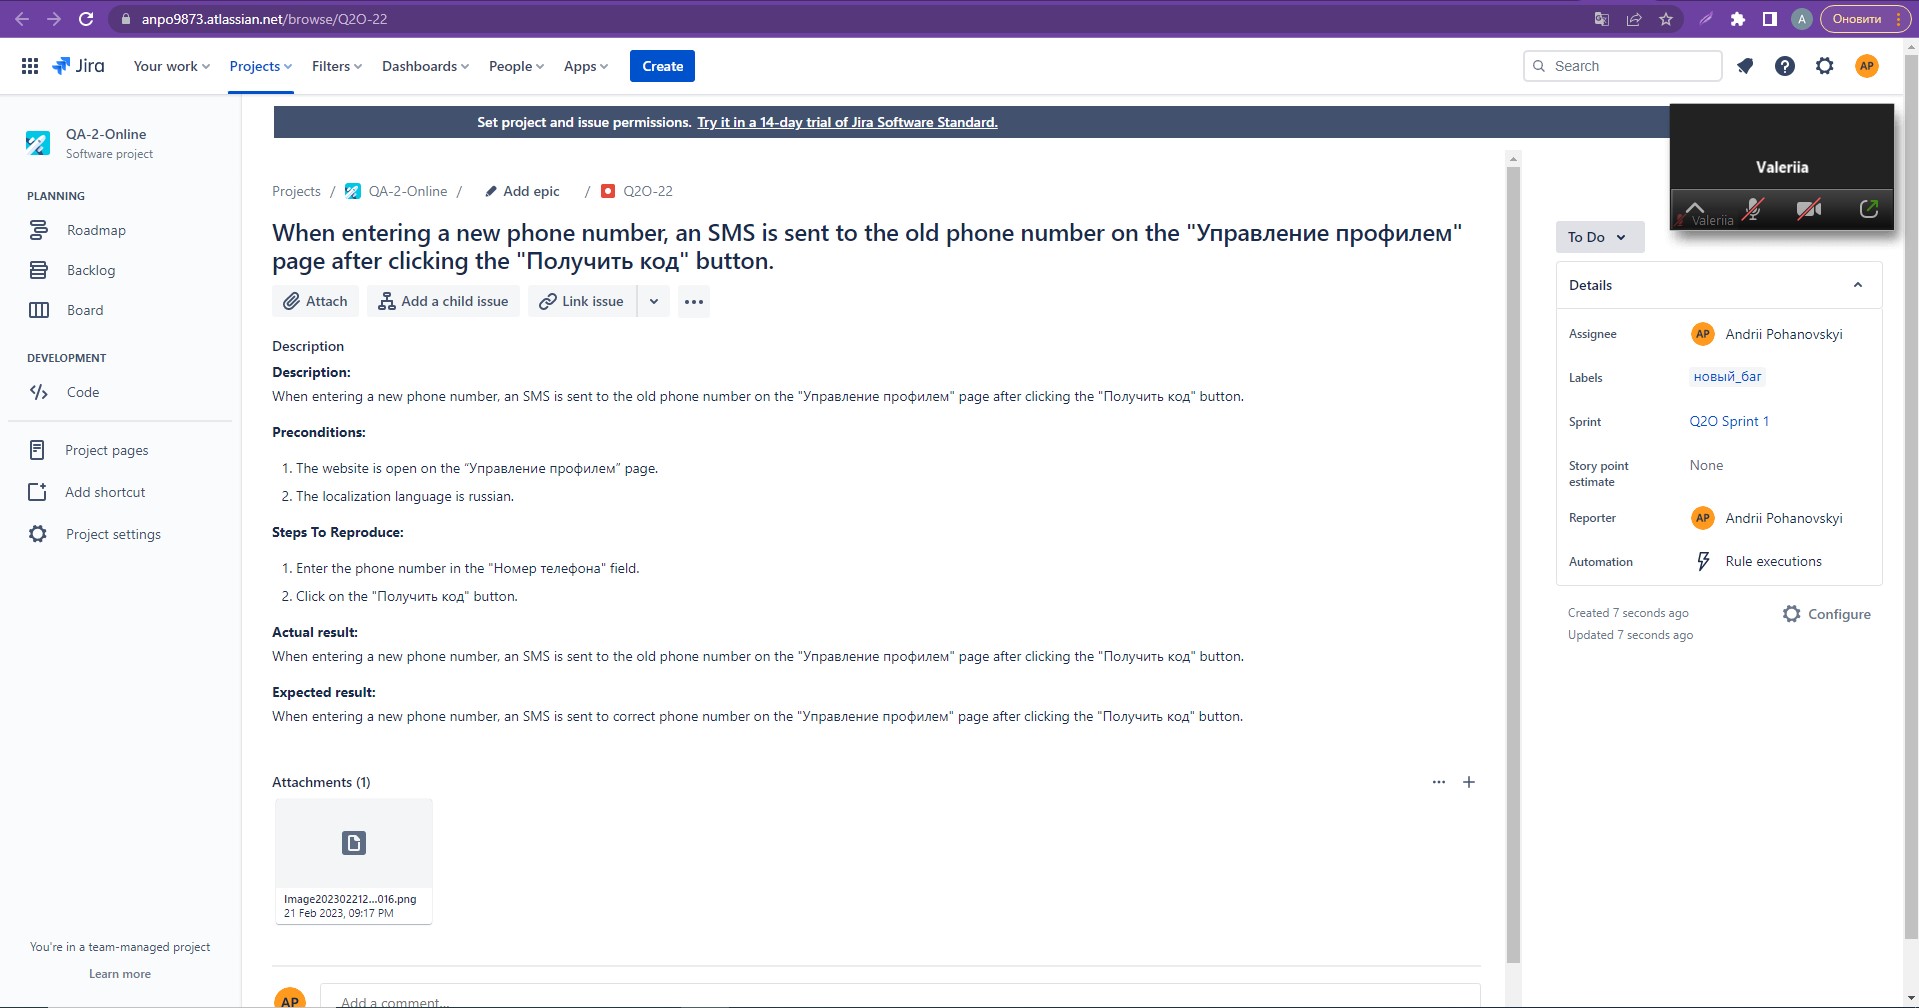 anpo9873.atlassian.net/browse/Q2O-22
A
Оновити
Jira
Your work
Projects
Filters
Dashboards
People
Apps
Create
Search
AP
QA-2-Online
Software project
PLANNING
Roadmap
Backlog
Board
DEVELOPMENT
Code
Project pages
Add shortcut
Project settings
You're in a team-managed project
Learn more
Set project and issue permissions. Try it in a 14-day trial of Jira Software Standard.
Valeriia
Valeriia
Projects / QA-2-Online / Add epic / Q2O-22
When entering a new phone number, an SMS is sent to the old phone number on the "Управление профилем"
page after clicking the "Получить код" button.
Attach
Add a child issue
Link issue
Description
Description:
When entering a new phone number, an SMS is sent to the old phone number on the "Управление профилем" page after clicking the "Получить код" button.
Preconditions:
1. The website is open on the “Управление профилем” page.
2. The localization language is russian.
Steps To Reproduce:
1. Enter the phone number in the "Номер телефона" field.
2. Click on the "Получить код" button.
Actual result:
When entering a new phone number, an SMS is sent to the old phone number on the "Управление профилем" page after clicking the "Получить код" button.
Expected result:
When entering a new phone number, an SMS is sent to correct phone number on the "Управление профилем" page after clicking the "Получить код" button.
Attachments (1)
Image202302212...016.png
21 Feb 2023, 09:17 PM
AP
Add a comment...
To Do
Details
Assignee
AP Andrii Pohanovskyi
Labels
новый_баг
Sprint
Q2O Sprint 1
Story point
estimate
None
Reporter
AP Andrii Pohanovskyi
Automation
Rule executions
Created 7 seconds ago
Updated 7 seconds ago
Configure